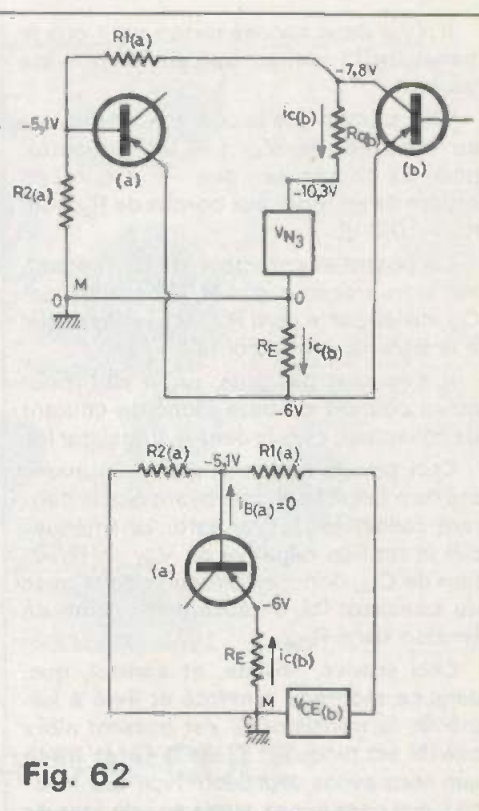 R1(a)
-7,8V
-5,1V
ic(b)
RC(b)
(a)
(b)
-10,3V
R2(a)
VN3
M
0
0
RE
ic(b)
-6V
R2(a)
-5,1V
R1(a)
iB(a)=0
(a)
-6V
RE
ic(b)
M
VCE(b)
Fig. 62